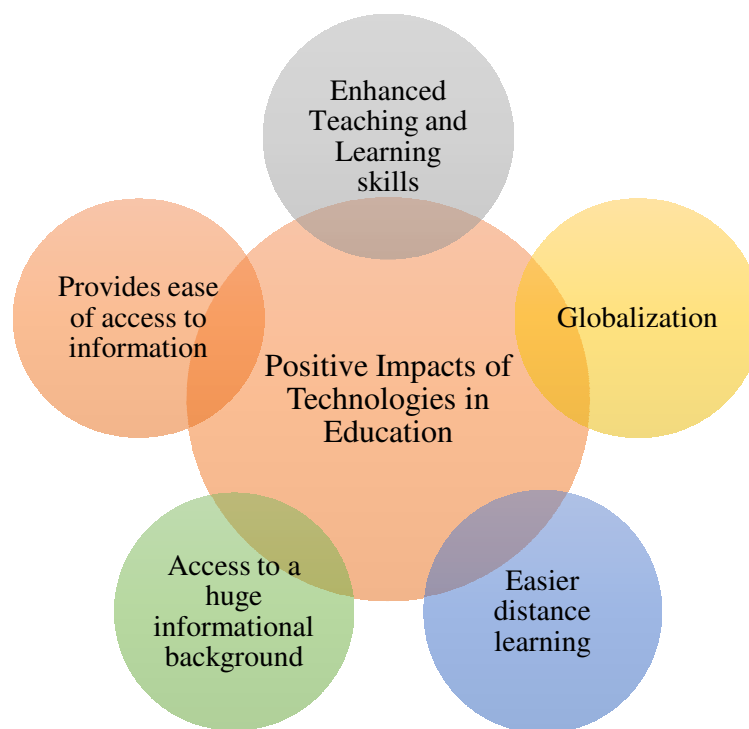 Enhanced
Teaching and
Learning
skills
Provides ease
of access to
information
Globalization
Positive Impacts of
Technologies in
Education
Access to a
huge
informational
background
Easier
distance
learning